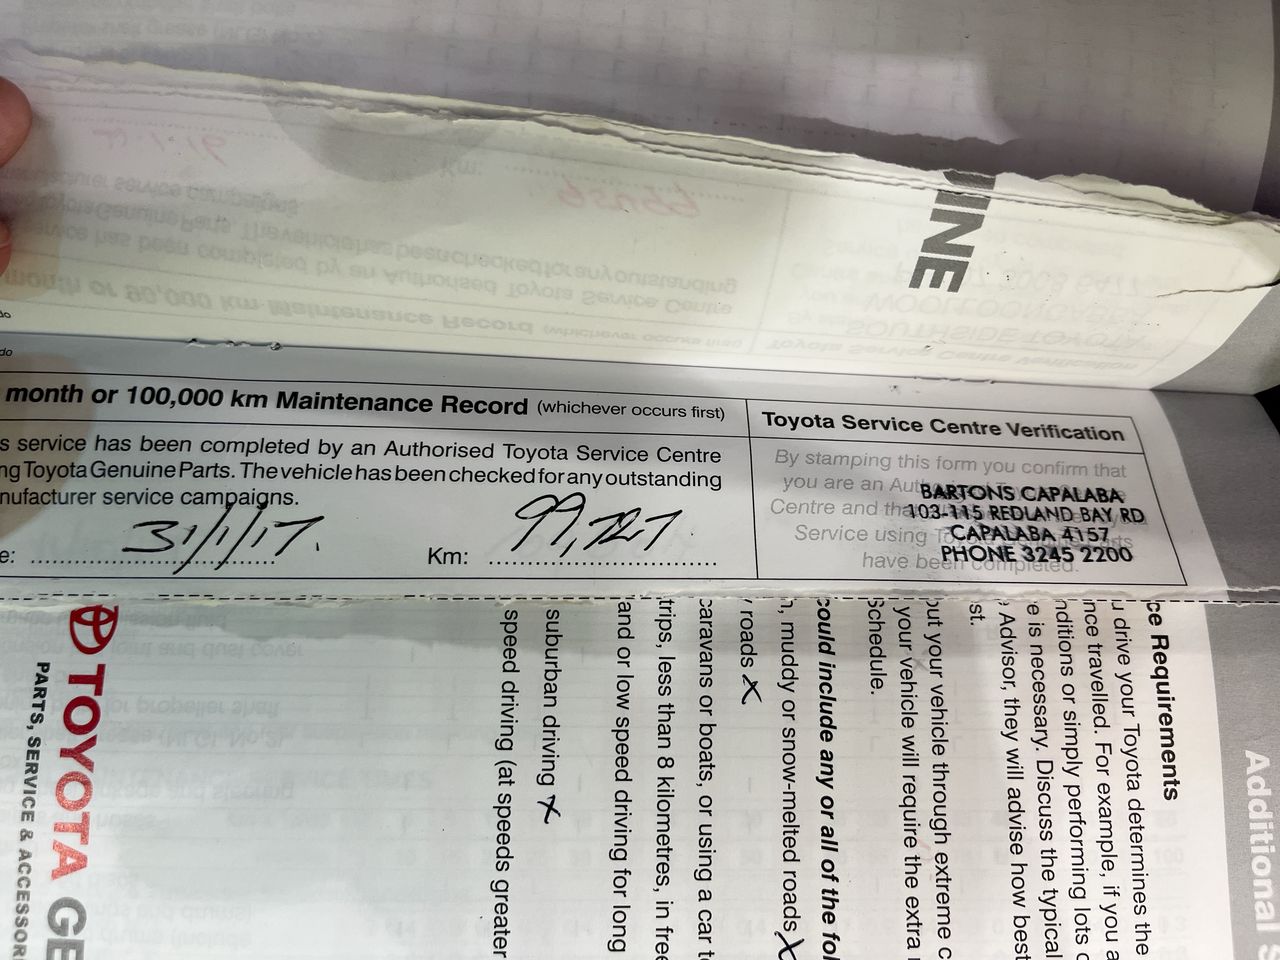 INE
do
do
month or 100,000 km Maintenance Record (whichever occurs first)
s service has been completed by an Authorised Toyota Service Centre
ng Toyota Genuine Parts. The vehicle has been checked for any outstanding
nufacturer service campaigns.
e: 31/1/17.
Km: 99,727
Toyota Service Centre Verification
By stamping this form you confirm that
you are an
Centre and
Service using
have been completed.
BARTONS CAPALABA
103-115 REDLAND BAY RD
CAPALABA 4157
PHONE 3245 2200
Additional S
ce Requirements
u drive your Toyota determines the
nce travelled. For example, if you a
nditions or simply performing lots o
e is necessary. Discuss the typical
Advisor, they will advise how best
st.
out your vehicle through extreme c
your vehicle will require the extra
Schedule.
could include any or all of the fol
, muddy or snow-melted roads X
roads X
caravans or boats, or using a car t
trips, less than 8 kilometres, in free
and or low speed driving for long
suburban driving X
speed driving (at speeds greater
TOYOTA GE
PARTS, SERVICE & ACCESSORI